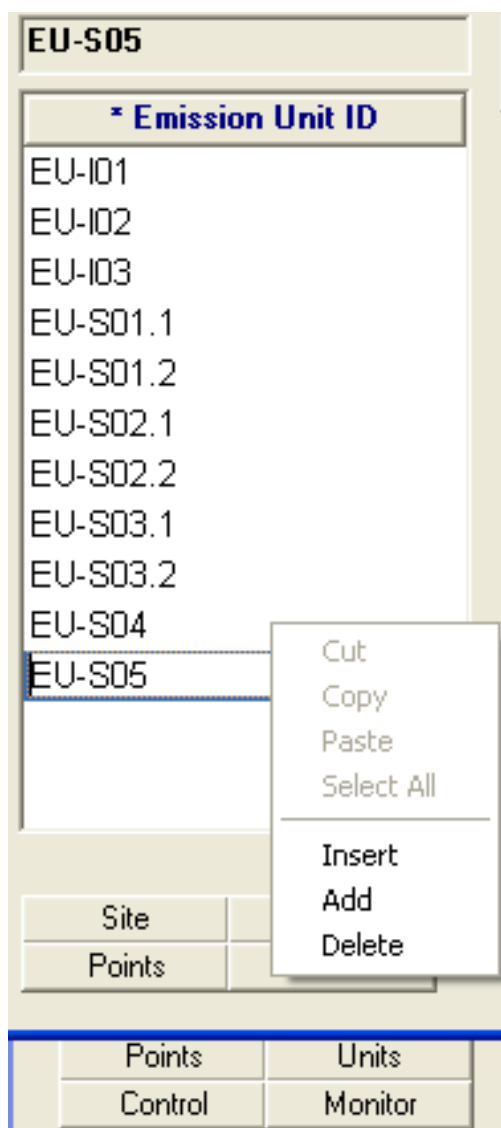 EU-S05
* Emission Unit ID
EU-I01
EU-I02
EU-I03
EU-S01.1
EU-S01.2
EU-S02.1
EU-S02.2
EU-S03.1
EU-S03.2
EU-S04
EU-S05
Cut
Copy
Paste
Select All
Insert
Add
Delete
Site
Points
Points Units
Control Monitor